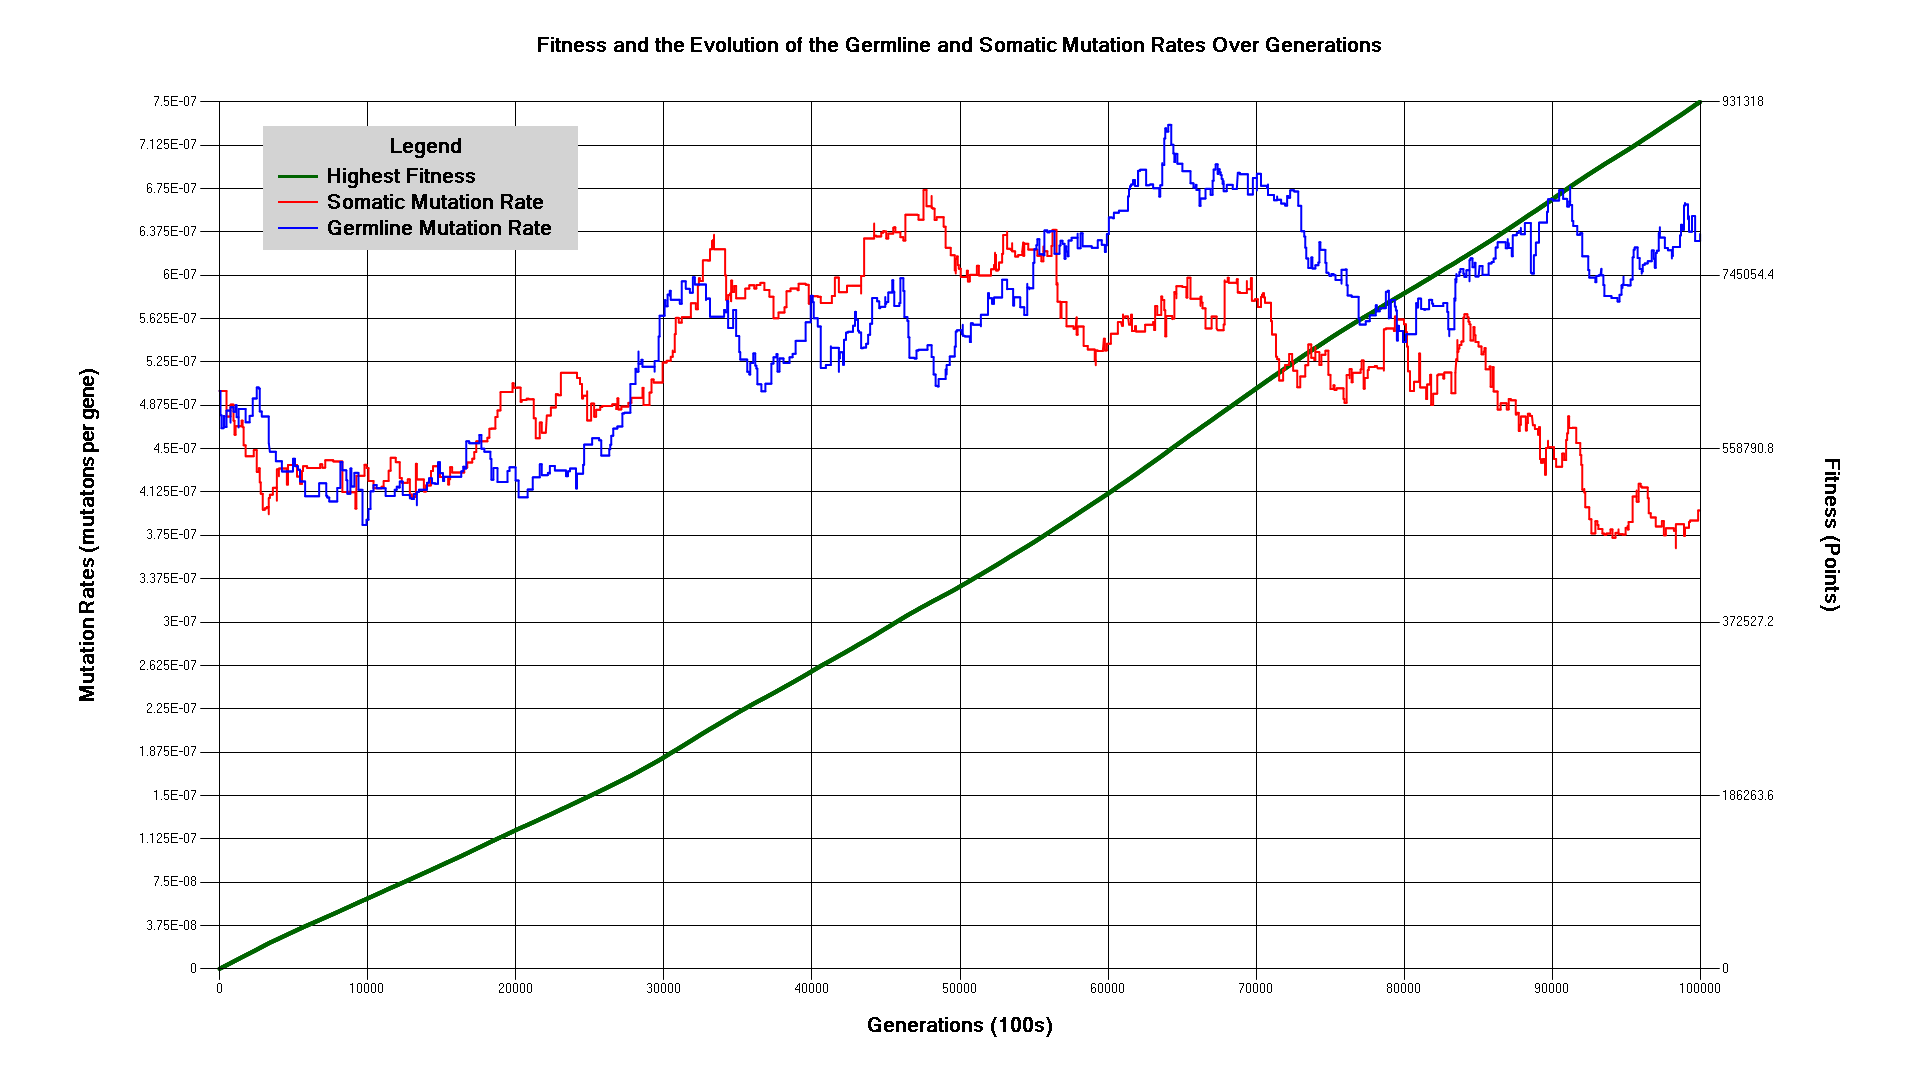 Fitness and the Evolution of the Germline and Somatic Mutation Rates Over Generations
Legend
Highest Fitness
Somatic Mutation Rate
Germline Mutation Rate
Mutation Rates (mutatons per gene)
7.5E-07
7.125E-07
6.75E-07
6.375E-07
6E-07
5.625E-07
5.25E-07
4.875E-07
4.5E-07
4.125E-07
3.75E-07
3.375E-07
3E-07
2.625E-07
2.25E-07
1.875E-07
1.5E-07
1.125E-07
7.5E-08
3.75E-08
0
931318
745054.4
558790.8
372527.2
186263.6
0
Fitness (Points)
0 10000 20000 30000 40000 50000 60000 70000 80000 90000 100000
Generations (100s)